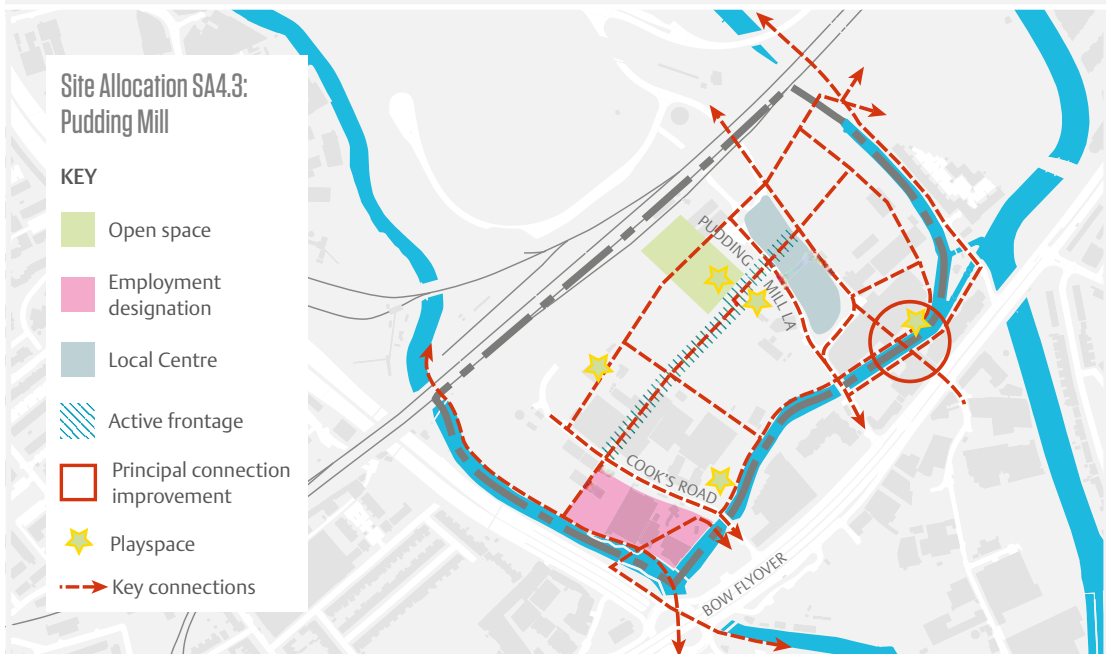 Site Allocation SA4.3:
Pudding Mill
KEY
Open space
Employment
designation
Local Centre
Active frontage
Principal connection
improvement
Playspace
Key connections
PUDDING MILL LA
COOK'S ROAD
BOW FLYOVER